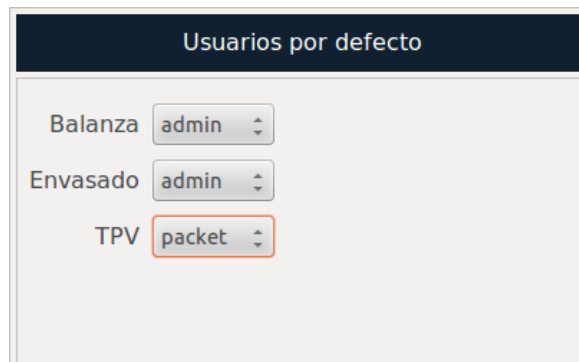 Usuarios por defecto
Balanza admin
Envasado admin
TPV packet